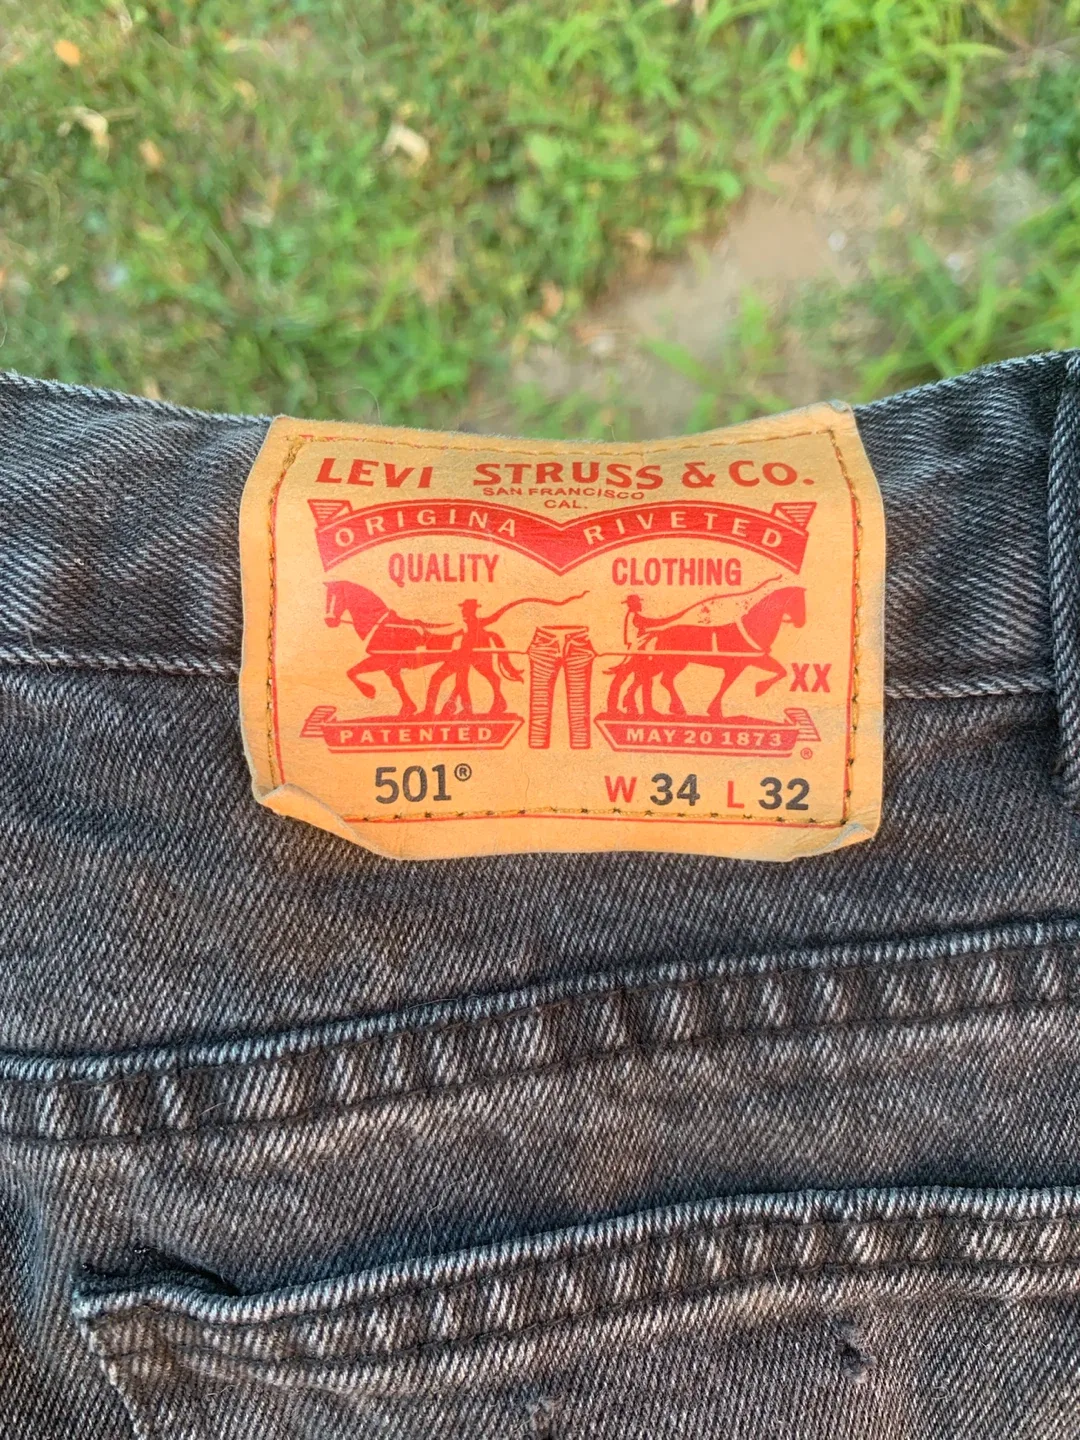 LEVI STRUSS & CO.
SAN FRANCISCO
CAL.
ORIGINA RIVETED
QUALITY CLOTHING
XX
PATENTED MAY 20 1873 ®
501® W 34 L 32